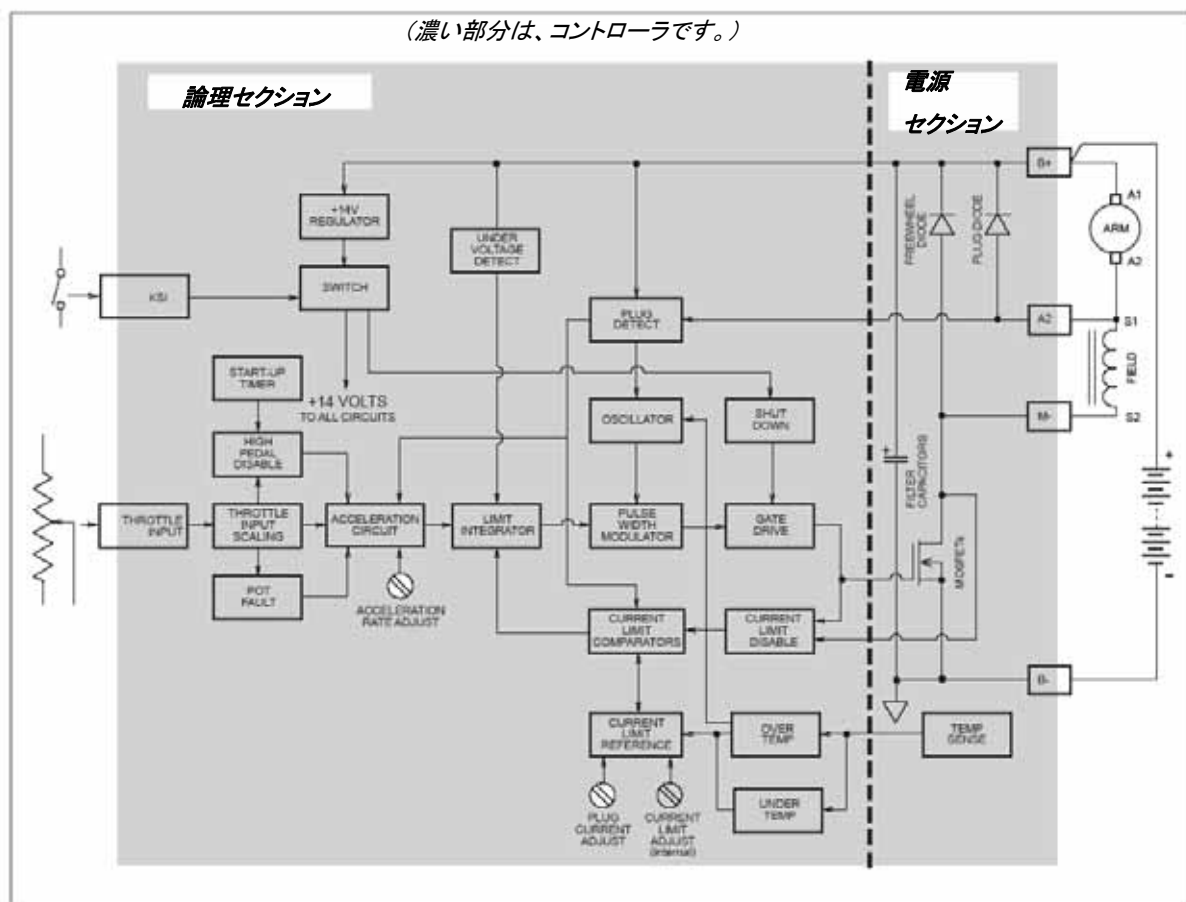 （濃い部分は、コントローラです。）
論理セクション
電源
セクション
B+
+14V
REGULATOR
UNDER
VOLTAGE
DETECT
FREEWHEEL
DIODE
PLUG DIODE
A1
ARM
A2
KSI
SWITCH
PLUG
DETECT
A2
S1
FIELD
S2
START-UP
TIMER
+14 VOLTS
TO ALL CIRCUITS
OSCILLATOR
SHUT
DOWN
M-
HIGH
PEDAL
DISABLE
+
FILTER
CAPACITORS
+
THROTTLE
INPUT
THROTTLE
INPUT
SCALING
ACCELERATION
CIRCUIT
LIMIT
INTEGRATOR
PULSE
WIDTH
MODULATOR
GATE
DRIVE
MOSFETs
-
POT
FAULT
ACCELERATION
RATE ADJUST
CURRENT
LIMIT
COMPARATORS
CURRENT
LIMIT
DISABLE
B-
CURRENT
LIMIT
REFERENCE
OVER
TEMP
TEMP
SENSE
UNDER
TEMP
PLUG
CURRENT
ADJUST
CURRENT
LIMIT
ADJUST
(internal)